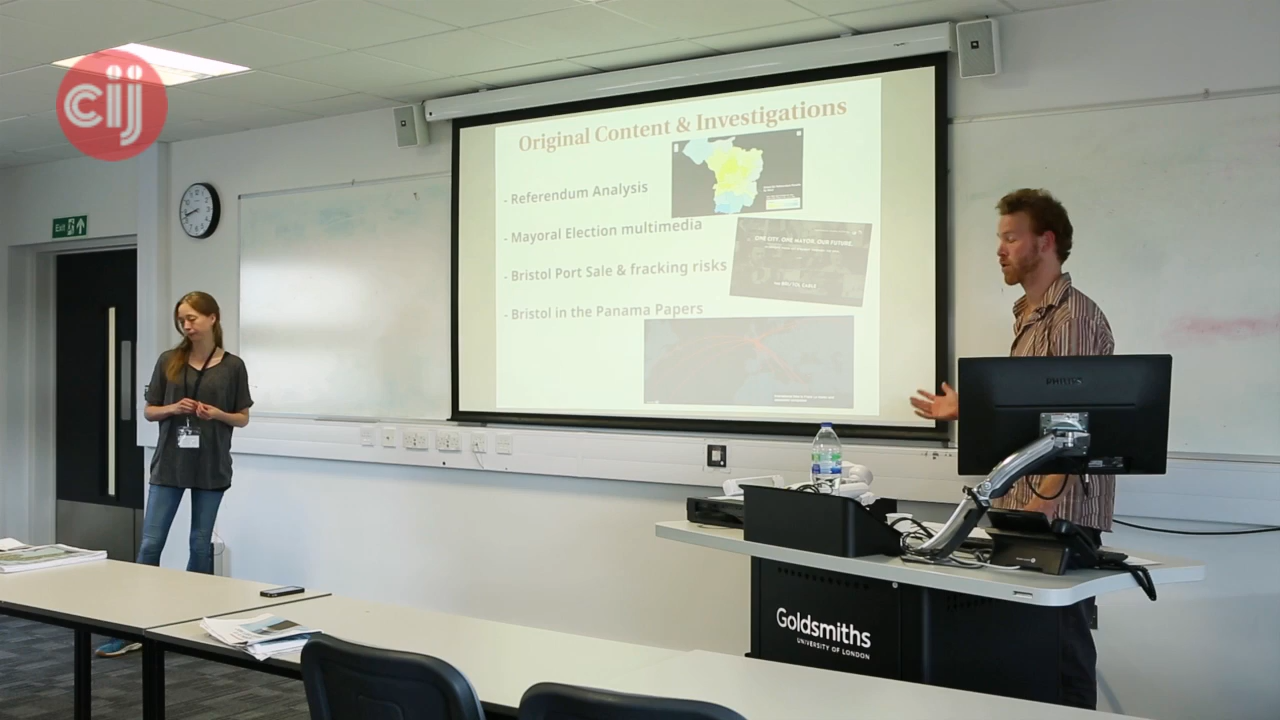 cij
Exit
Original Content & Investigations
- Referendum Analysis
- Mayoral Election multimedia
- Bristol Port Sale & fracking risks
- Bristol in the Panama Papers
ONE CITY. ONE MAYOR. OUR FUTURE.
THE BRISTOL CABLE
PHILIPS
Goldsmiths
UNIVERSITY OF LONDON